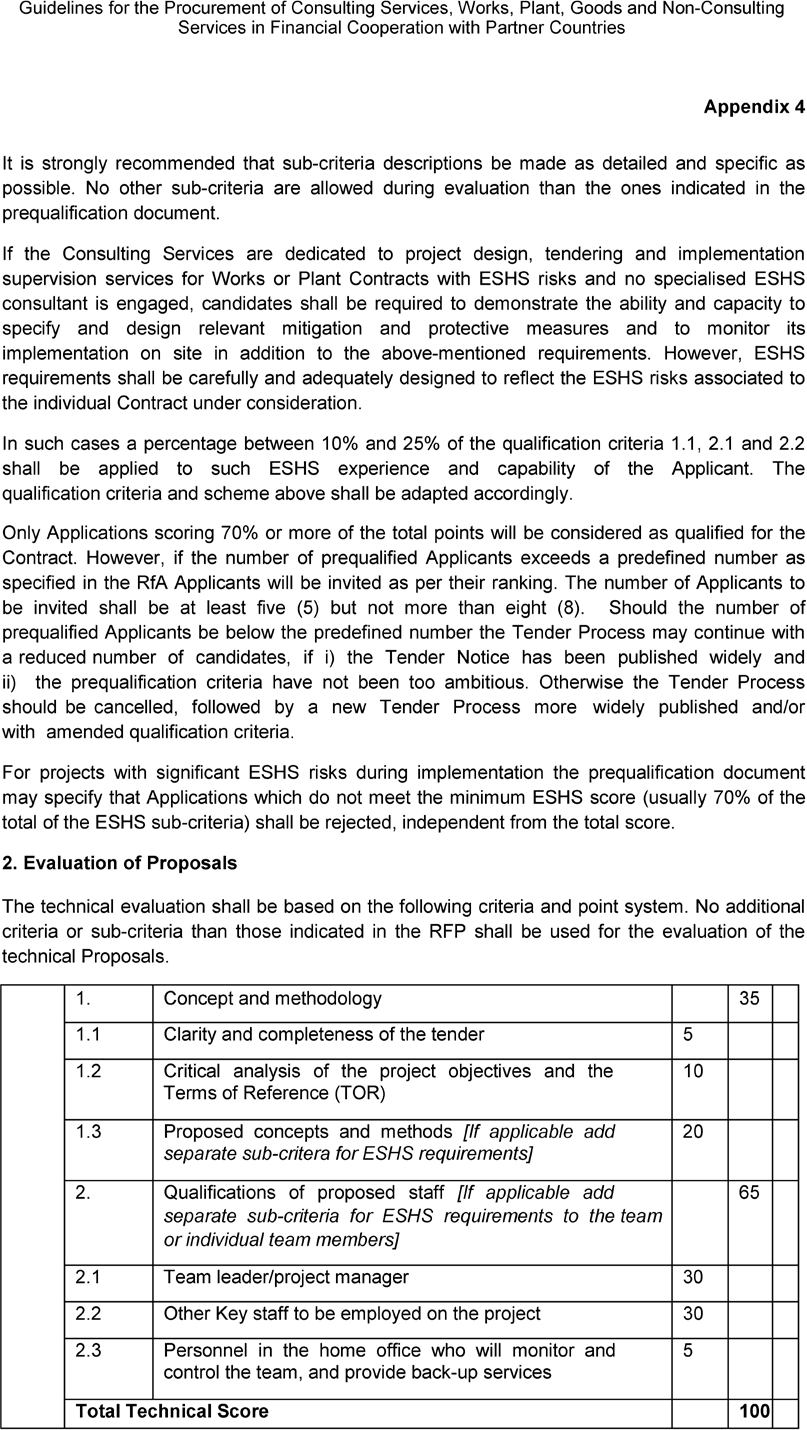 Guidelines for the Procurement of Consulting Services, Works, Plant, Goods and Non-Consulting
Services in Financial Cooperation with Partner Countries
Appendix 4
It is strongly recommended that sub-criteria descriptions be made as detailed and specific as
possible. No other sub-criteria are allowed during evaluation than the ones indicated in the
prequalification document.
If the Consulting Services are dedicated to project design, tendering and implementation
supervision services for Works or Plant Contracts with ESHS risks and no specialised ESHS
consultant is engaged, candidates shall be required to demonstrate the ability and capacity to
specify and design relevant mitigation and protective measures and to monitor its
implementation on site in addition to the above-mentioned requirements. However, ESHS
requirements shall be carefully and adequately designed to reflect the ESHS risks associated to
the individual Contract under consideration.
In such cases a percentage between 10% and 25% of the qualification criteria 1.1, 2.1 and 2.2
shall be applied to such ESHS experience and capability of the Applicant. The
qualification criteria and scheme above shall be adapted accordingly.
Only Applications scoring 70% or more of the total points will be considered as qualified for the
Contract. However, if the number of prequalified Applicants exceeds a predefined number as
specified in the RfA Applicants will be invited as per their ranking. The number of Applicants to
be invited shall be at least five (5) but not more than eight (8). Should the number of
prequalified Applicants be below the predefined number the Tender Process may continue with
a reduced number of candidates, if i) the Tender Notice has been published widely and
ii) the prequalification criteria have not been too ambitious. Otherwise the Tender Process
should be cancelled, followed by a new Tender Process more widely published and/or
with amended qualification criteria.
For projects with significant ESHS risks during implementation the prequalification document
may specify that Applications which do not meet the minimum ESHS score (usually 70% of the
total of the ESHS sub-criteria) shall be rejected, independent from the total score.
2. Evaluation of Proposals
The technical evaluation shall be based on the following criteria and point system. No additional
criteria or sub-criteria than those indicated in the RFP shall be used for the evaluation of the
technical Proposals.
1. Concept and methodology 35
1.1 Clarity and completeness of the tender 5
1.2 Critical analysis of the project objectives and the 10
Terms of Reference (TOR)
1.3 Proposed concepts and methods [If applicable add 20
separate sub-critera for ESHS requirements]
2. Qualifications of proposed staff [If applicable add 65
separate sub-criteria for ESHS requirements to the team
or individual team members]
2.1 Team leader/project manager 30
2.2 Other Key staff to be employed on the project 30
2.3 Personnel in the home office who will monitor and 5
control the team, and provide back-up services
Total Technical Score 100